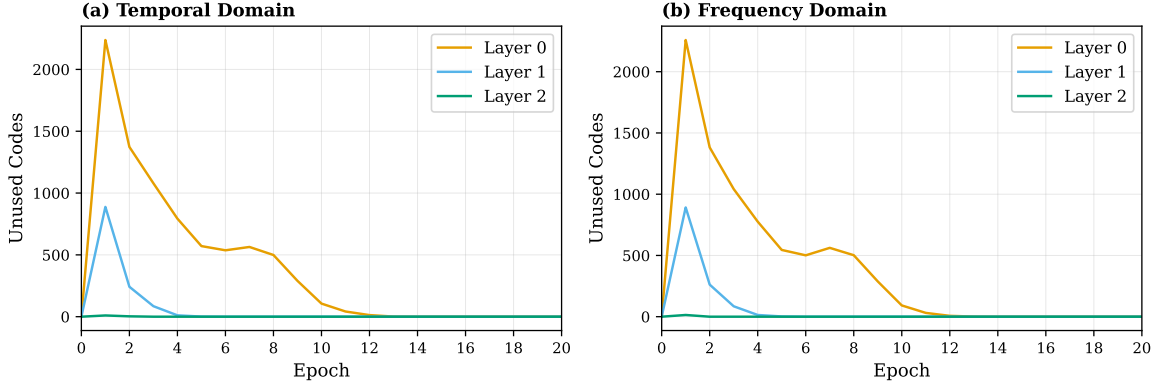 (a) Temporal Domain
Unused Codes
2000
1500
1000
500
0
0 2 4 6 8 10 12 14 16 18 20
Epoch
Layer 0
Layer 1
Layer 2
(b) Frequency Domain
Unused Codes
2000
1500
1000
500
0
0 2 4 6 8 10 12 14 16 18 20
Epoch
Layer 0
Layer 1
Layer 2